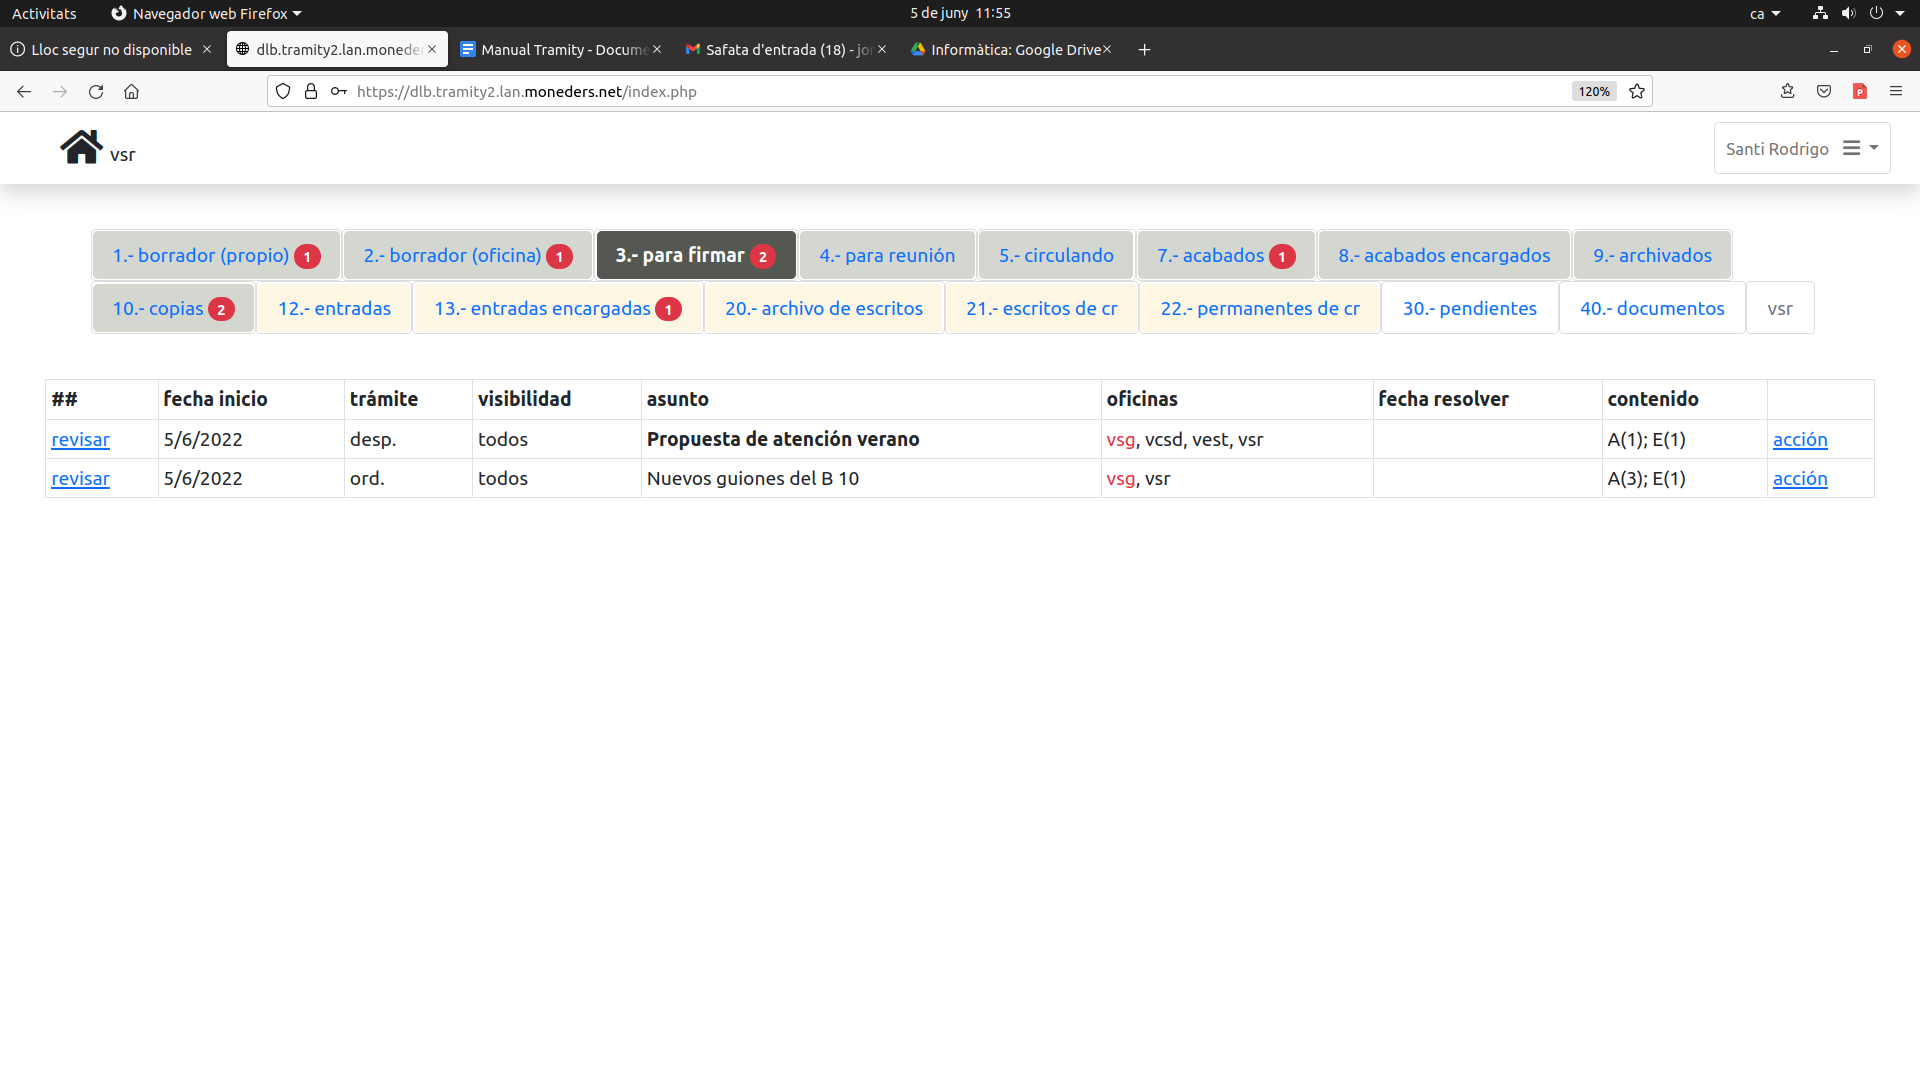 Activitats Navegador web Firefox 5 de juny 11:55 ca
Lloc segur no disponible dlb.tramity2.lan.moneders Manual Tramity - Docume Safata d'entrada (18) - jor Informàtica: Google Drive
https://dlb.tramity2.lan.moneders.net/index.php 120%
vsr Santi Rodrigo
1.- borrador (propio) 1 2.- borrador (oficina) 1 3.- para firmar 2 4.- para reunión 5.- circulando 7.- acabados 1 8.- acabados encargados 9.- archivados
10.- copias 2 12.- entradas 13.- entradas encargadas 1 20.- archivo de escritos 21.- escritos de cr 22.- permanentes de cr 30.- pendientes 40.- documentos vsr
## fecha inicio trámite visibilidad asunto oficinas fecha resolver contenido
revisar 5/6/2022 desp. todos Propuesta de atención verano vsg, vcsd, vest, vsr A(1); E(1) acción
revisar 5/6/2022 ord. todos Nuevos guiones del B 10 vsg, vsr A(3); E(1) acción